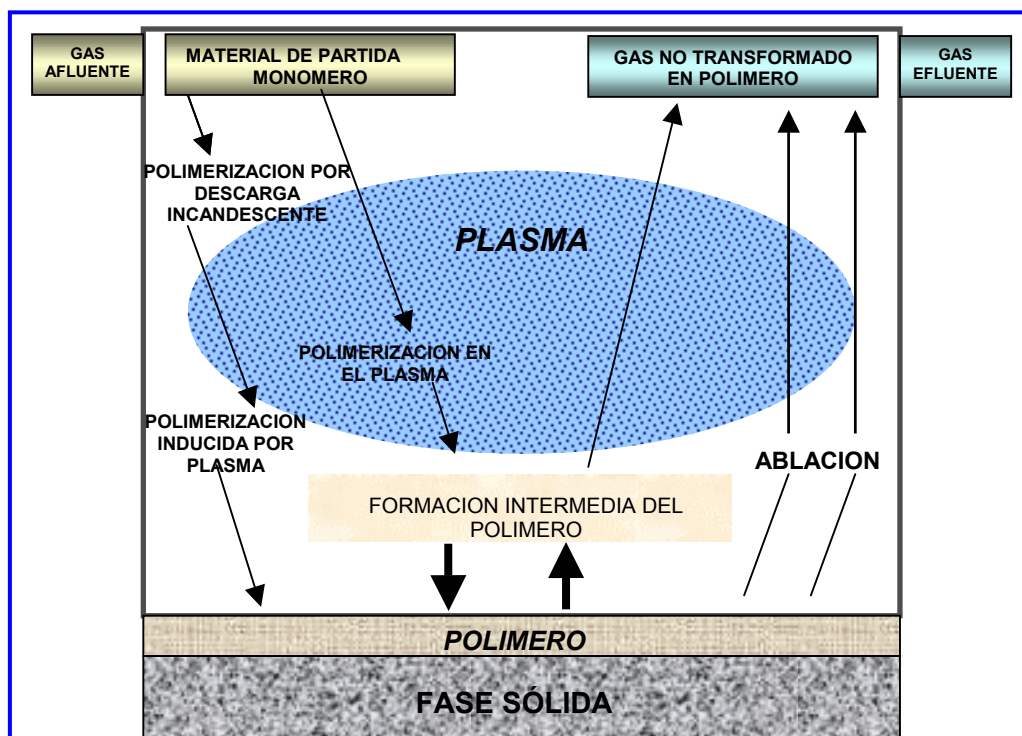 GAS
AFLUENTE
MATERIAL DE PARTIDA
MONOMERO
GAS NO TRANSFORMADO
EN POLIMERO
GAS
EFLUENTE
POLIMERIZACION POR
DESCARGA
INCANDESCENTE
PLASMA
POLIMERIZACION EN
EL PLASMA
POLIMERIZACION
INDUCIDA POR
PLASMA
ABLACION
FORMACION INTERMEDIA DEL
POLIMERO
POLIMERO
FASE SÓLIDA